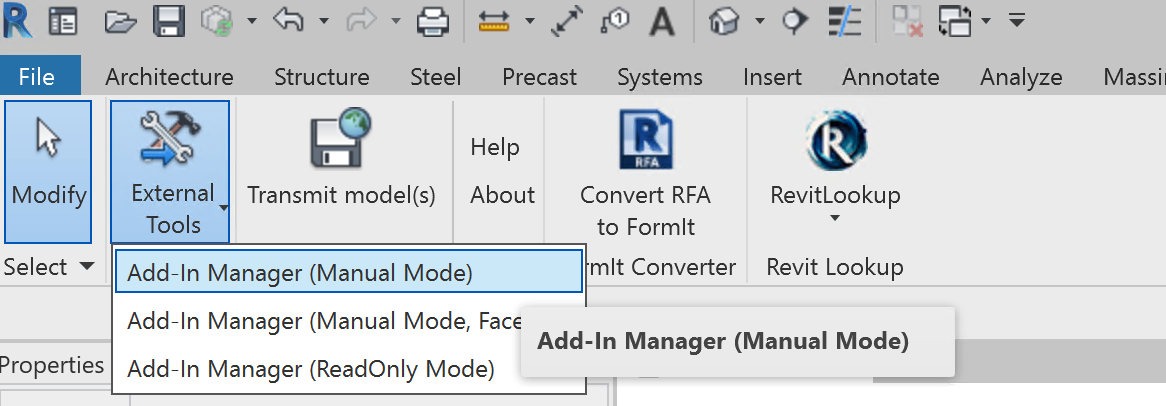 File Architecture Structure Steel Precast Systems Insert Annotate Analyze Massin
Modify
External
Tools
Transmit model(s)
Help
About
RFA
Convert RFA
to FormIt
RevitLookup
Select
rmIt Converter
Revit Lookup
Add-In Manager (Manual Mode)
Add-In Manager (Manual Mode, Face
Add-In Manager (ReadOnly Mode)
Add-In Manager (Manual Mode)
Properties